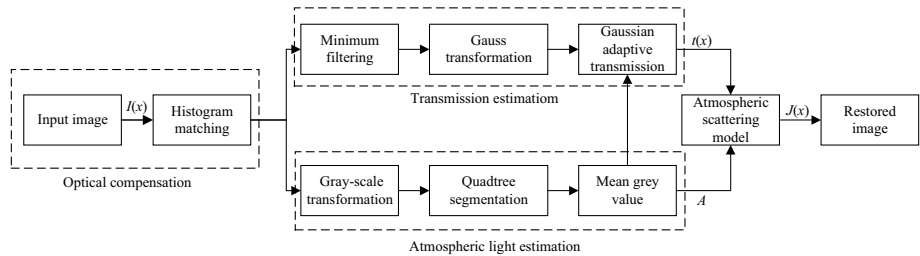 Minimum
filtering
Gauss
transformation
Gaussian
adaptive
transmission
t(x)
Transmission estimatiom
Input image
I(x)
Histogram
matching
Optical compensation
Atmospheric
scattering
model
J(x)
Restored
image
Gray-scale
transformation
Quadtree
segmentation
Mean grey
value
A
Atmospheric light estimation